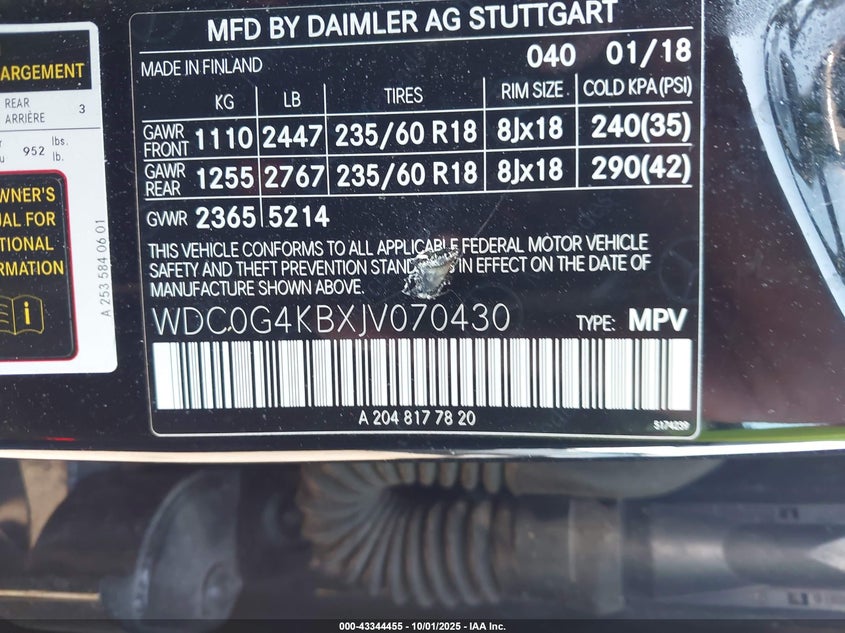 ARGEMENT
REAR
ARRIÈRE 3
952 lbs.
lb.
WNER'S
UAL FOR
TIONAL
ORMATION
A 253 584 06 01
MFD BY DAIMLER AG STUTTGART
MADE IN FINLAND 040 01/18
KG LB TIRES RIM SIZE COLD KPA(PSI)
GAWR FRONT 1110 2447 235/60 R18 8Jx18 240(35)
GAWR REAR 1255 2767 235/60 R18 8Jx18 290(42)
GVWR 2365 5214
THIS VEHICLE CONFORMS TO ALL APPLICABLE FEDERAL MOTOR VEHICLE
SAFETY AND THEFT PREVENTION STAND S IN EFFECT ON THE DATE OF
MANUFACTURE SHOWN ABOVE.
WDC0G4KBXJV070430 TYPE: MPV
A 204 817 78 20
5174239
000-43344455 - 10/01/2025 - IAA Inc.